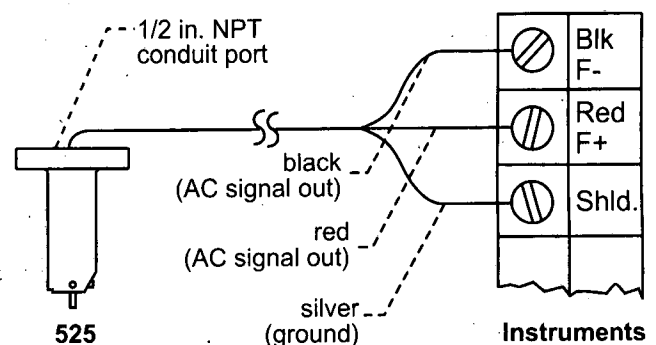 1/2 in. NPT
conduit port
Blk
F-
Red
F+
black
(AC signal out)
Shld.
red
(AC signal out)
silver
(ground)
525
Instruments